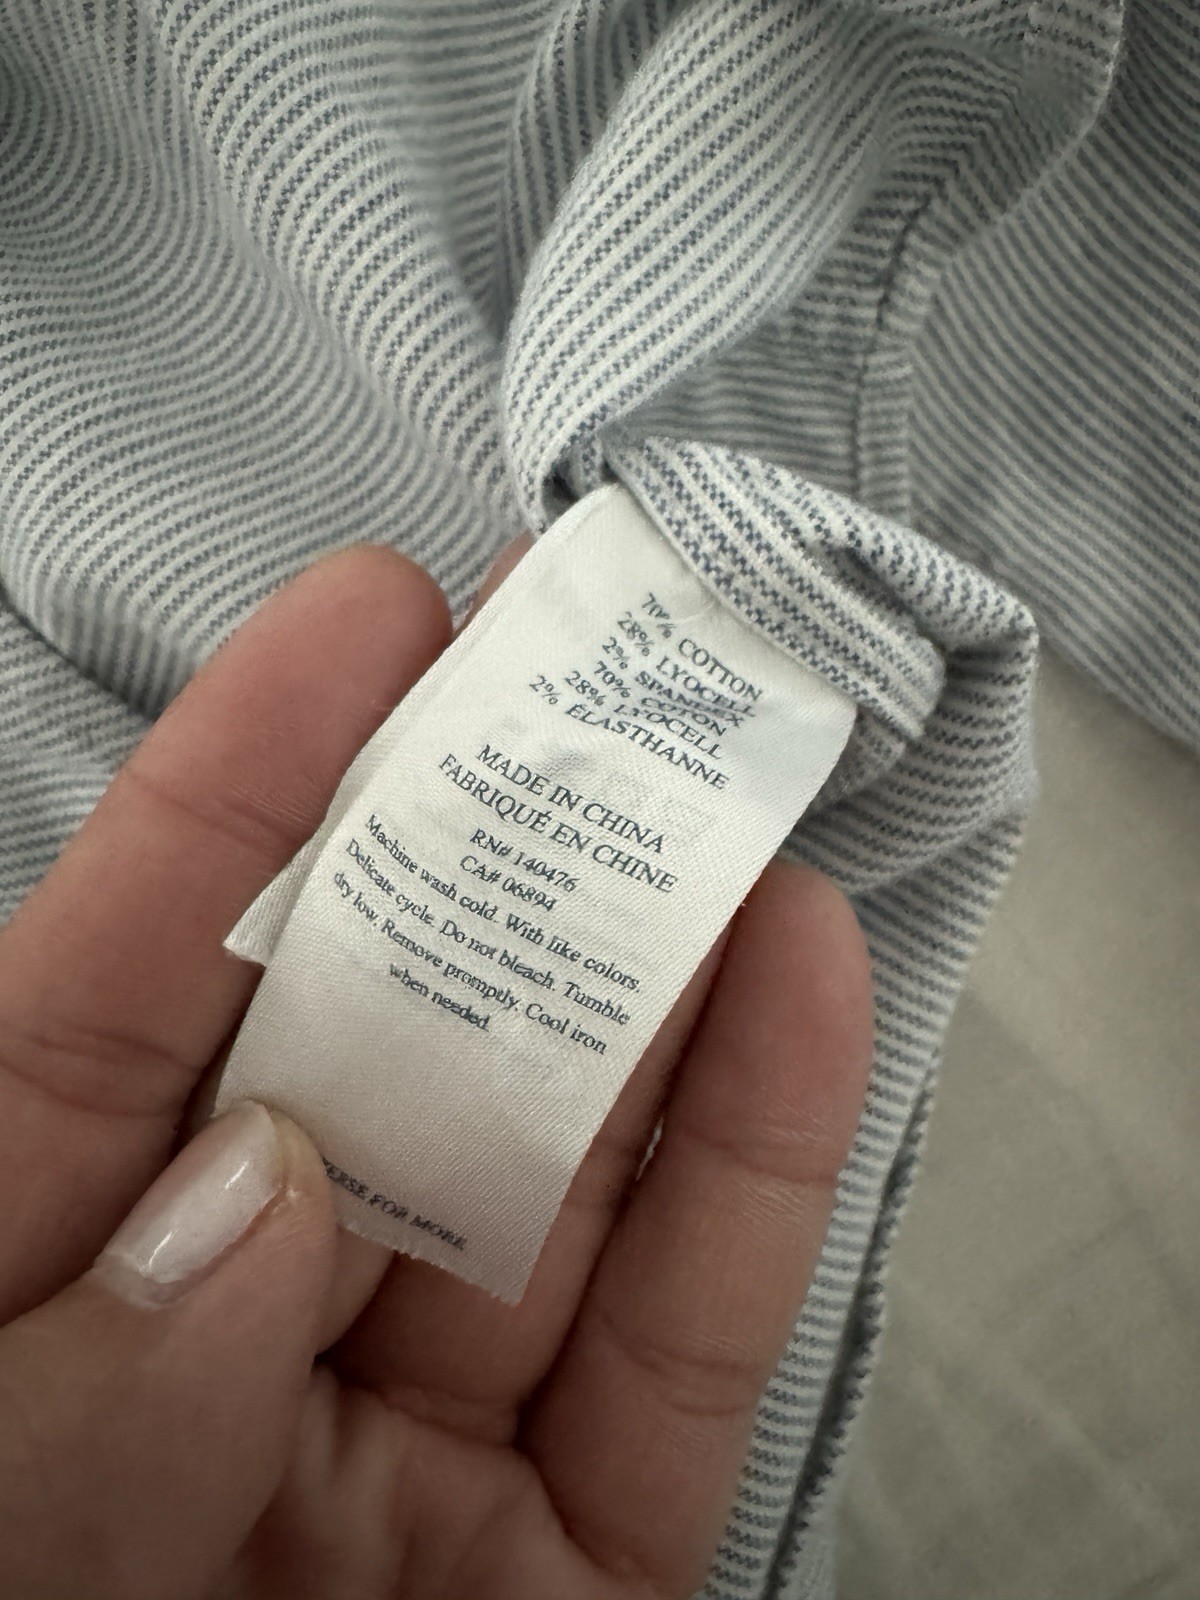 70% COTTON
28% LYOCELL
2% SPANDEX
70% COTON
28% LYOCELL
2% ÉLASTHANNE
MADE IN CHINA
FABRIQUÉ EN CHINE
RN# 140476
CA# 06894
Machine wash cold. With like colors.
Delicate cycle. Do not bleach. Tumble
dry low. Remove promptly. Cool iron
when needed.
FOR MORE